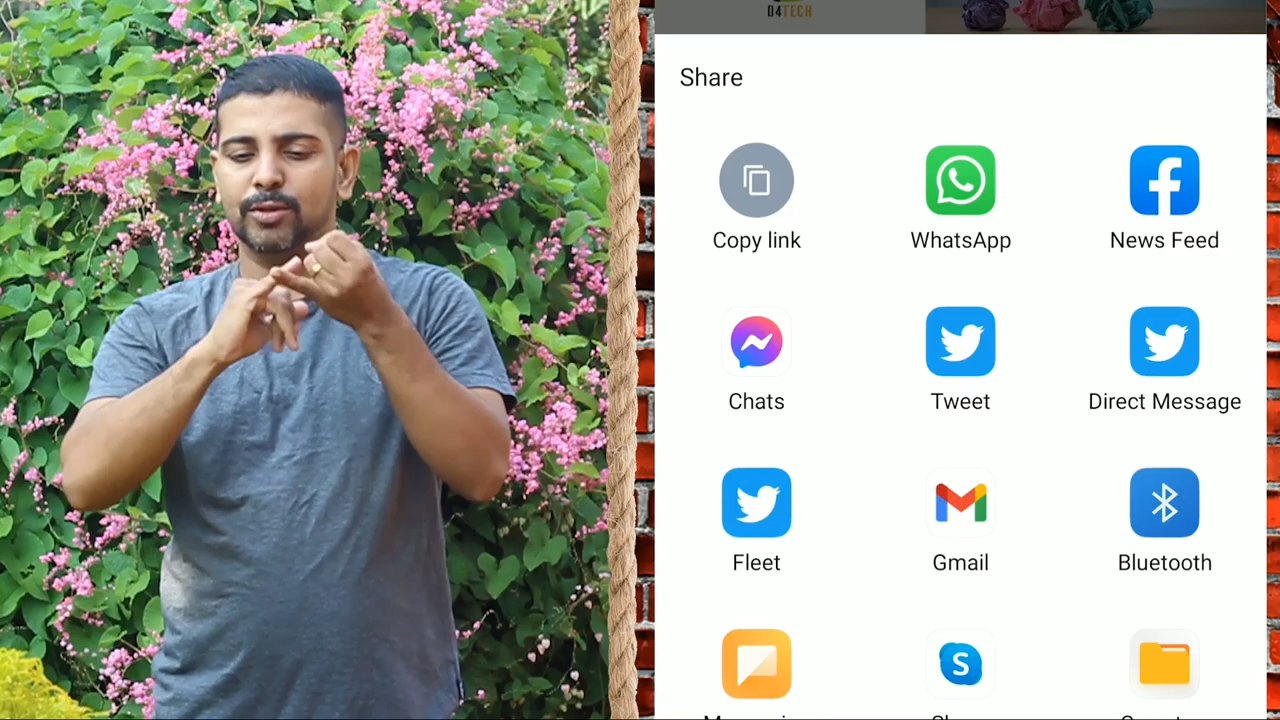 D4TECH
Share
Copy link
WhatsApp
News Feed
Chats
Tweet
Direct Message
Fleet
Gmail
Bluetooth